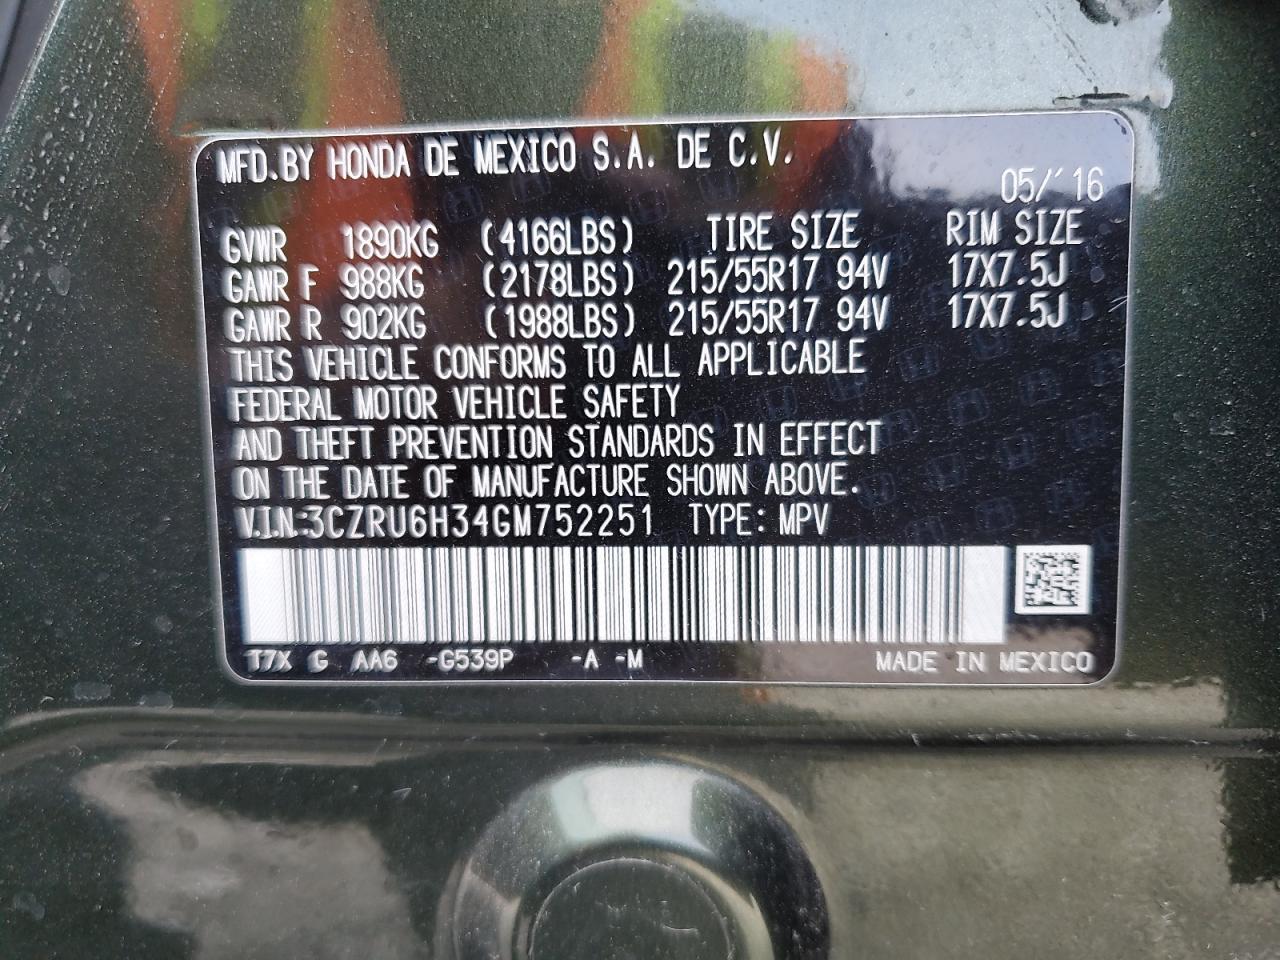 MFD. BY HONDA DE MEXICO S.A. DE C.V.
05/'16
GVWR 1890KG (4166LBS) TIRE SIZE RIM SIZE
GAWR F 988KG (2178LBS) 215/55R17 94V 17X7.5J
GAWR R 902KG (1988LBS) 215/55R17 94V 17X7.5J
THIS VEHICLE CONFORMS TO ALL APPLICABLE
FEDERAL MOTOR VEHICLE SAFETY
AND THEFT PREVENTION STANDARDS IN EFFECT
ON THE DATE OF MANUFACTURE SHOWN ABOVE.
V.I.N:3CZRU6H34GM752251 TYPE: MPV
T7X G AA6 -G539P -A -M MADE IN MEXICO